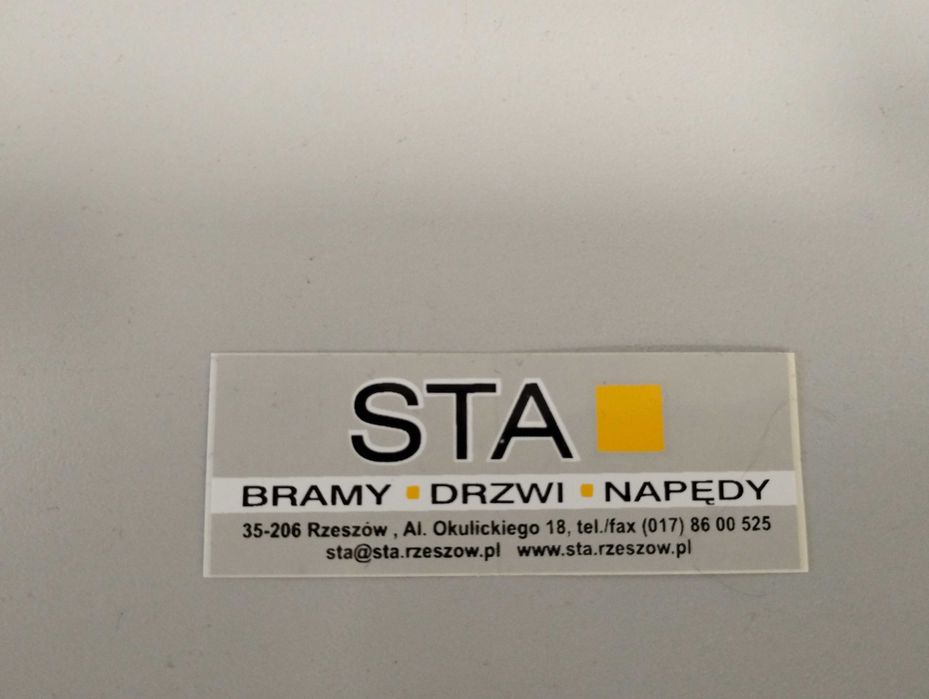 STA
BRAMY ▪ DRZWI ▪ NAPĘDY
35-206 Rzeszów , Al. Okulickiego 18, tel./fax (017) 86 00 525
sta@sta.rzeszow.pl www.sta.rzeszow.pl